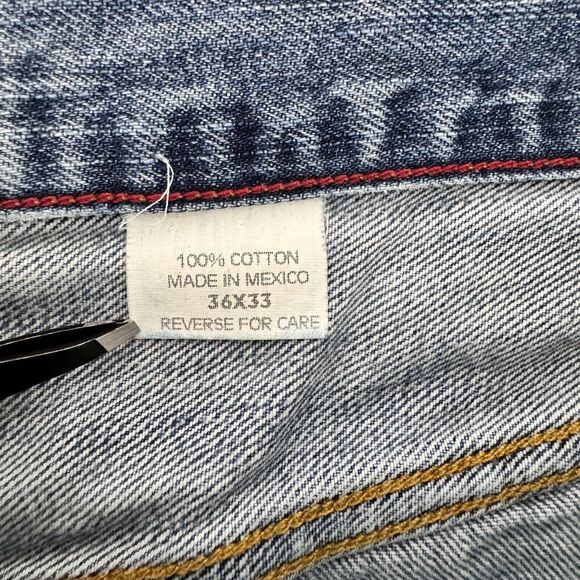 100% COTTON
MADE IN MEXICO
36X33
REVERSE FOR CARE